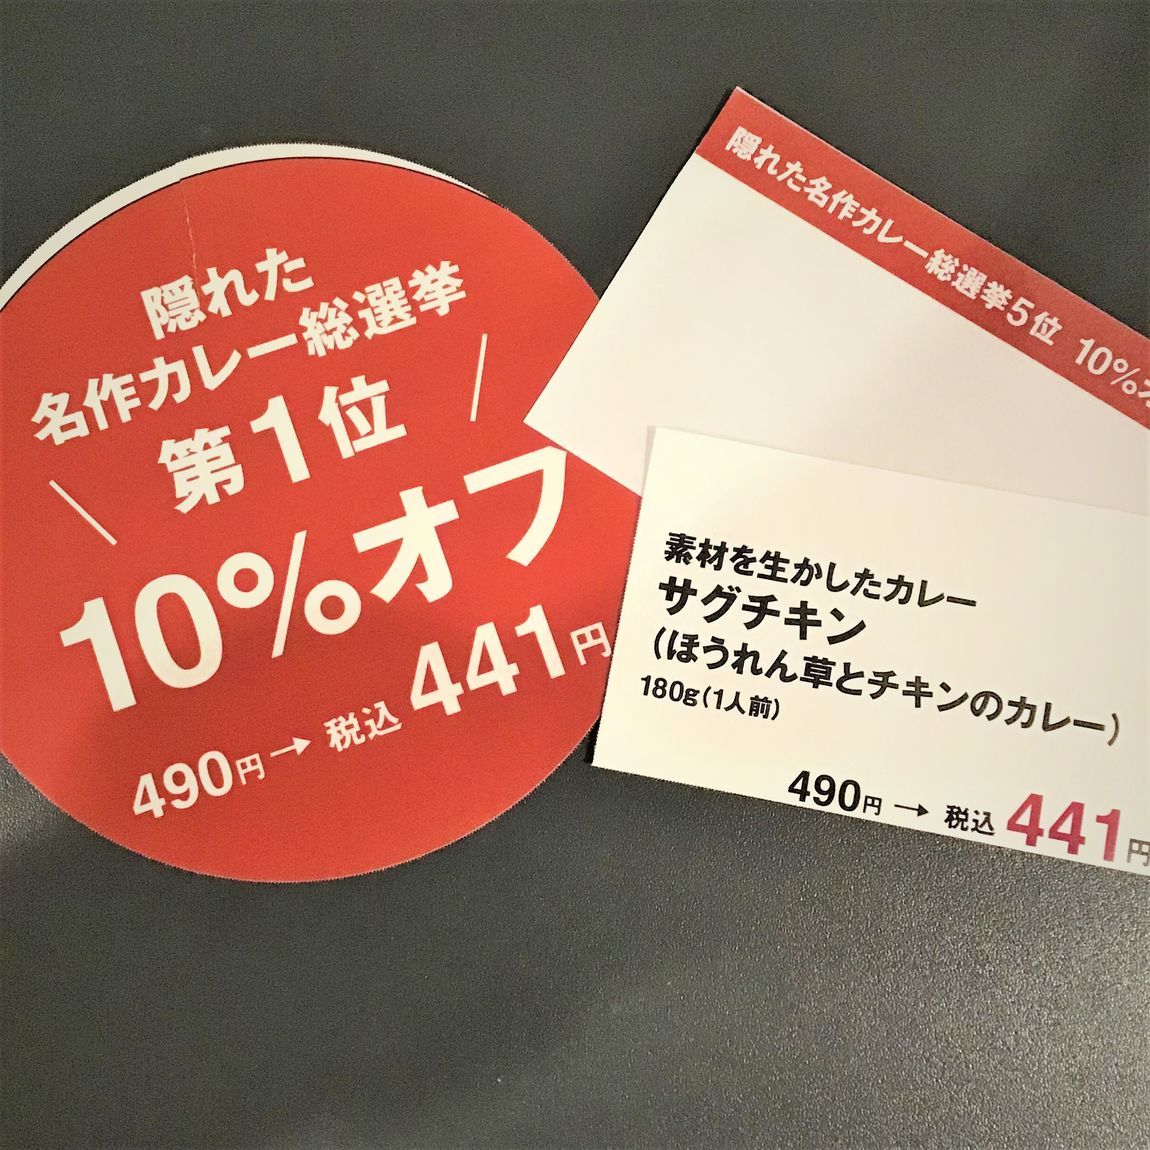 隠れた
名作カレー総選挙
第1位
10%オフ
490円→税込441円
隠れた名作カレー総選挙5位 10%オ
素材を生かしたカレー
サグチキン
(ほうれん草とチキンのカレー)
180g(1人前)
490円→税込441円